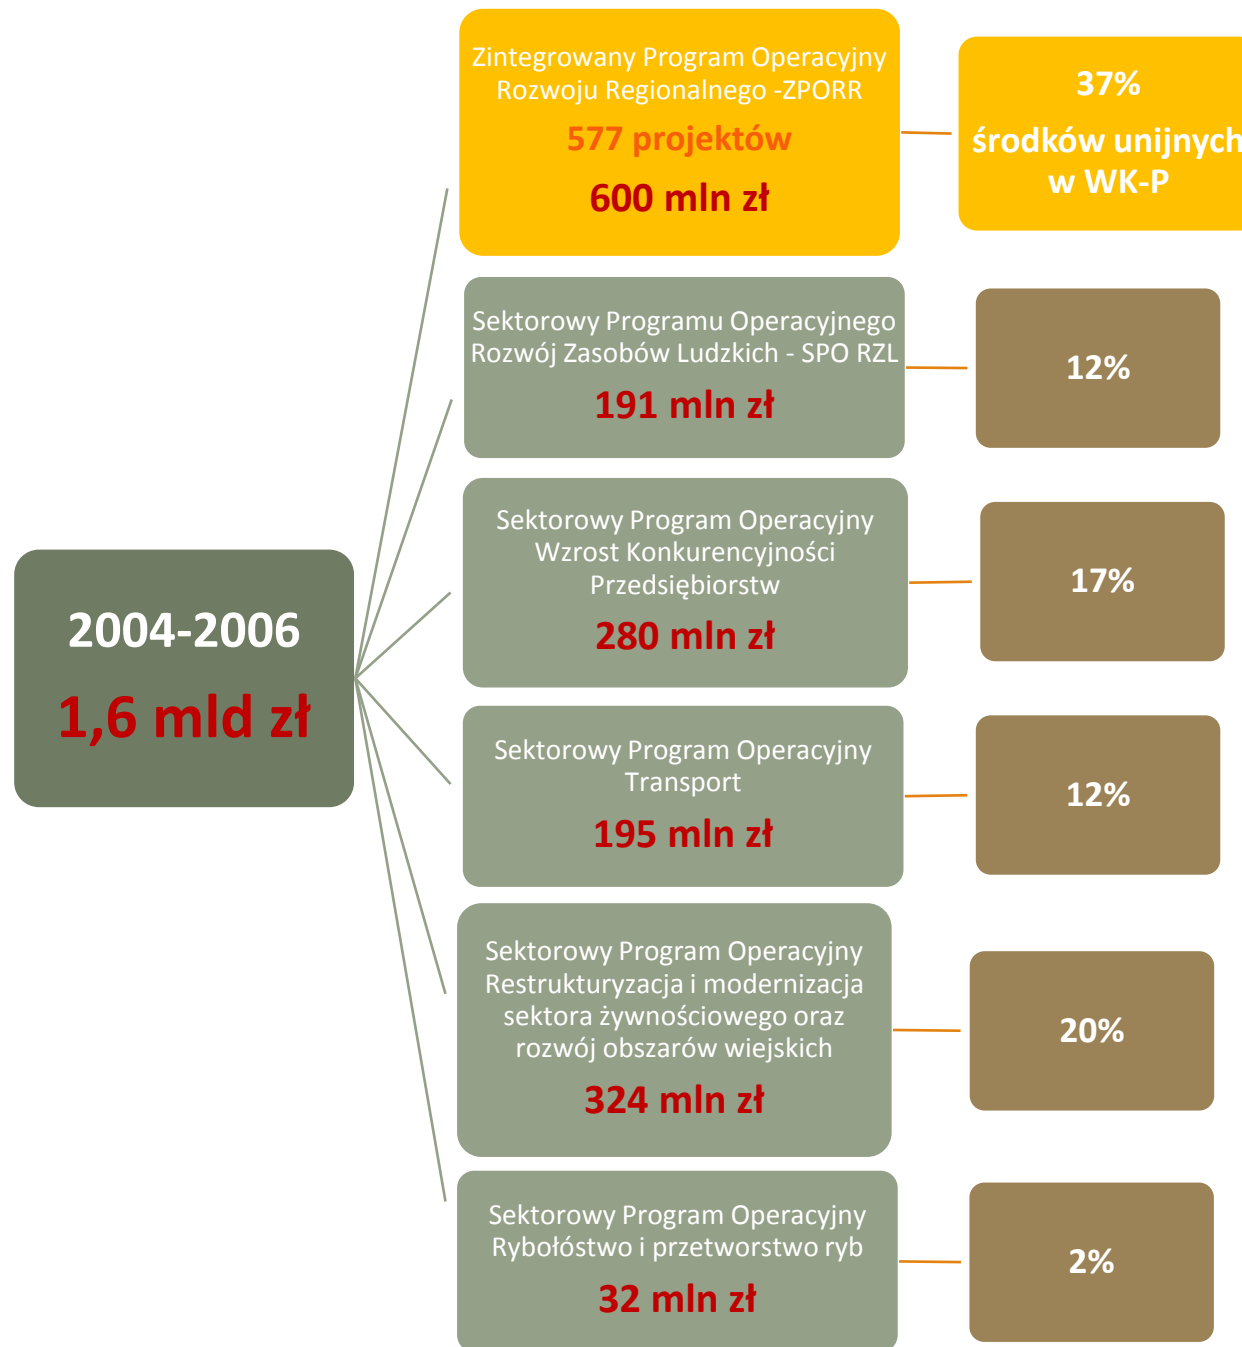 Zintegrowany Program Operacyjny
Rozwoju Regionalnego -ZPORR
577 projektów
600 mln zł
37%
środków unijnych
w WK-P
Sektorowy Programu Operacyjnego
Rozwój Zasobów Ludzkich - SPO RZL
191 mln zł
12%
Sektorowy Program Operacyjny
Wzrost Konkurencyjności
Przedsiębiorstw
280 mln zł
17%
2004-2006
1,6 mld zł
Sektorowy Program Operacyjny
Transport
195 mln zł
12%
Sektorowy Program Operacyjny
Restrukturyzacja i modernizacja
sektora żywnościowego oraz
rozwój obszarów wiejskich
324 mln zł
20%
Sektorowy Program Operacyjny
Rybołóstwo i przetworstwo ryb
32 mln zł
2%